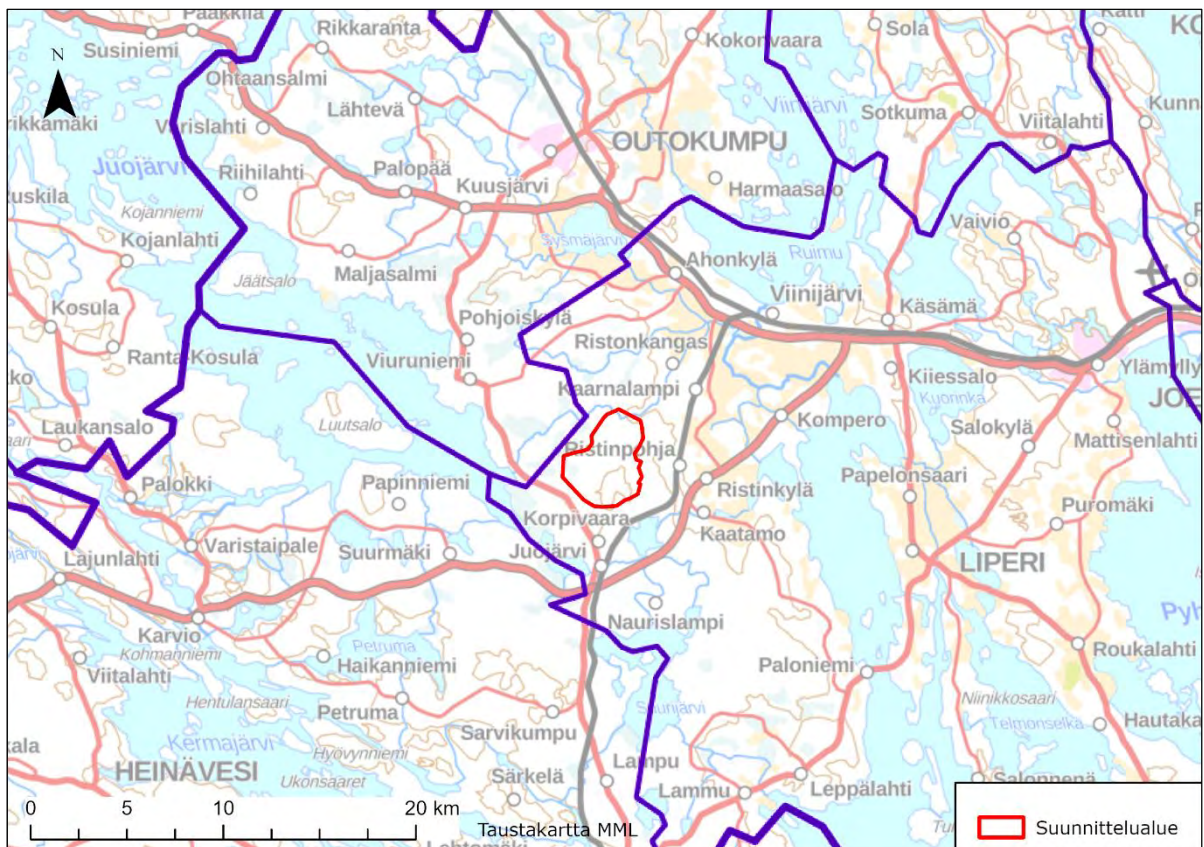 Paakkila
Susiniemi
Rikkaranta
Kokonvaara
Sola
Katti
N
Ohtaansalmi
Lähtevä
Viinijärvi
Sotkuma
Viitalahti
Kunn
rikkamäki
Varislahti
OUTOKUMPU
Juojärvi
Riihilahti
Palopää
Kuusjärvi
Harmaasalo
Ruskila
Kojanniemi
Kojanlahti
Maljasalmi
Sysmäjärvi
Ahonkylä
Ruimu
Vaivio
Jäätsalo
Viinijärvi
Käsämä
Kosula
Pohjoiskylä
Ristonkangas
Ranta-Kosula
Viuruniemi
Kaarnalampi
Kiiessalo
Ylämylly
Kuorinka
Laukansalo
Luutsalo
Kompero
Salokylä
Mattisenlahti
Ristinpohja
Palokki
Papinniemi
Ristinkylä
Papelonsaari
Puromäki
Korpivaara
Kaatamo
Varistaipale
Suurmäki
Juojärvi
LIPERI
Lajunlahti
Naurislampi
Karvio
Kohmanniemi
Petruma
Haikanniemi
Viitalahti
Paloniemi
Roukalahti
Hentulansaari
Petruma
Niinikkosaari
Suurijärvi
Telmonselkä
Hautaka
Kermajärvi
Hyövynniemi
Sarvikumpu
HEINÄVESI
Ukonsaaret
Särkelä
Lampu
Lammu
Leppälahti
0 5 10 20 km
Taustakartta MML
Suunnittelualue